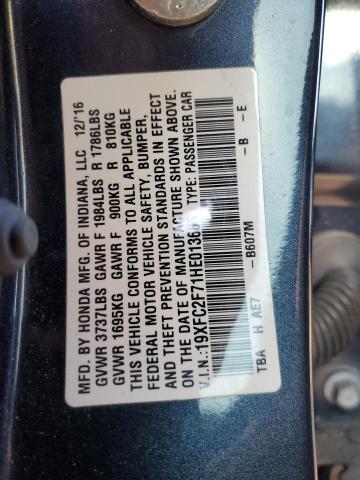 MFD. BY HONDA MFG. OF INDIANA, LLC 12/'16
GVWR 3737LBS GAWR F 1984LBS R 1786LBS
GVWR 1695KG GAWR F 900KG R 810KG
THIS VEHICLE CONFORMS TO ALL APPLICABLE
FEDERAL MOTOR VEHICLE SAFETY, BUMPER,
AND THEFT PREVENTION STANDARDS IN EFFECT
ON THE DATE OF MANUFACTURE SHOWN ABOVE.
V.I.N.: TYPE: PASSENGER CAR
-B607M -B -E
TBA H AE7